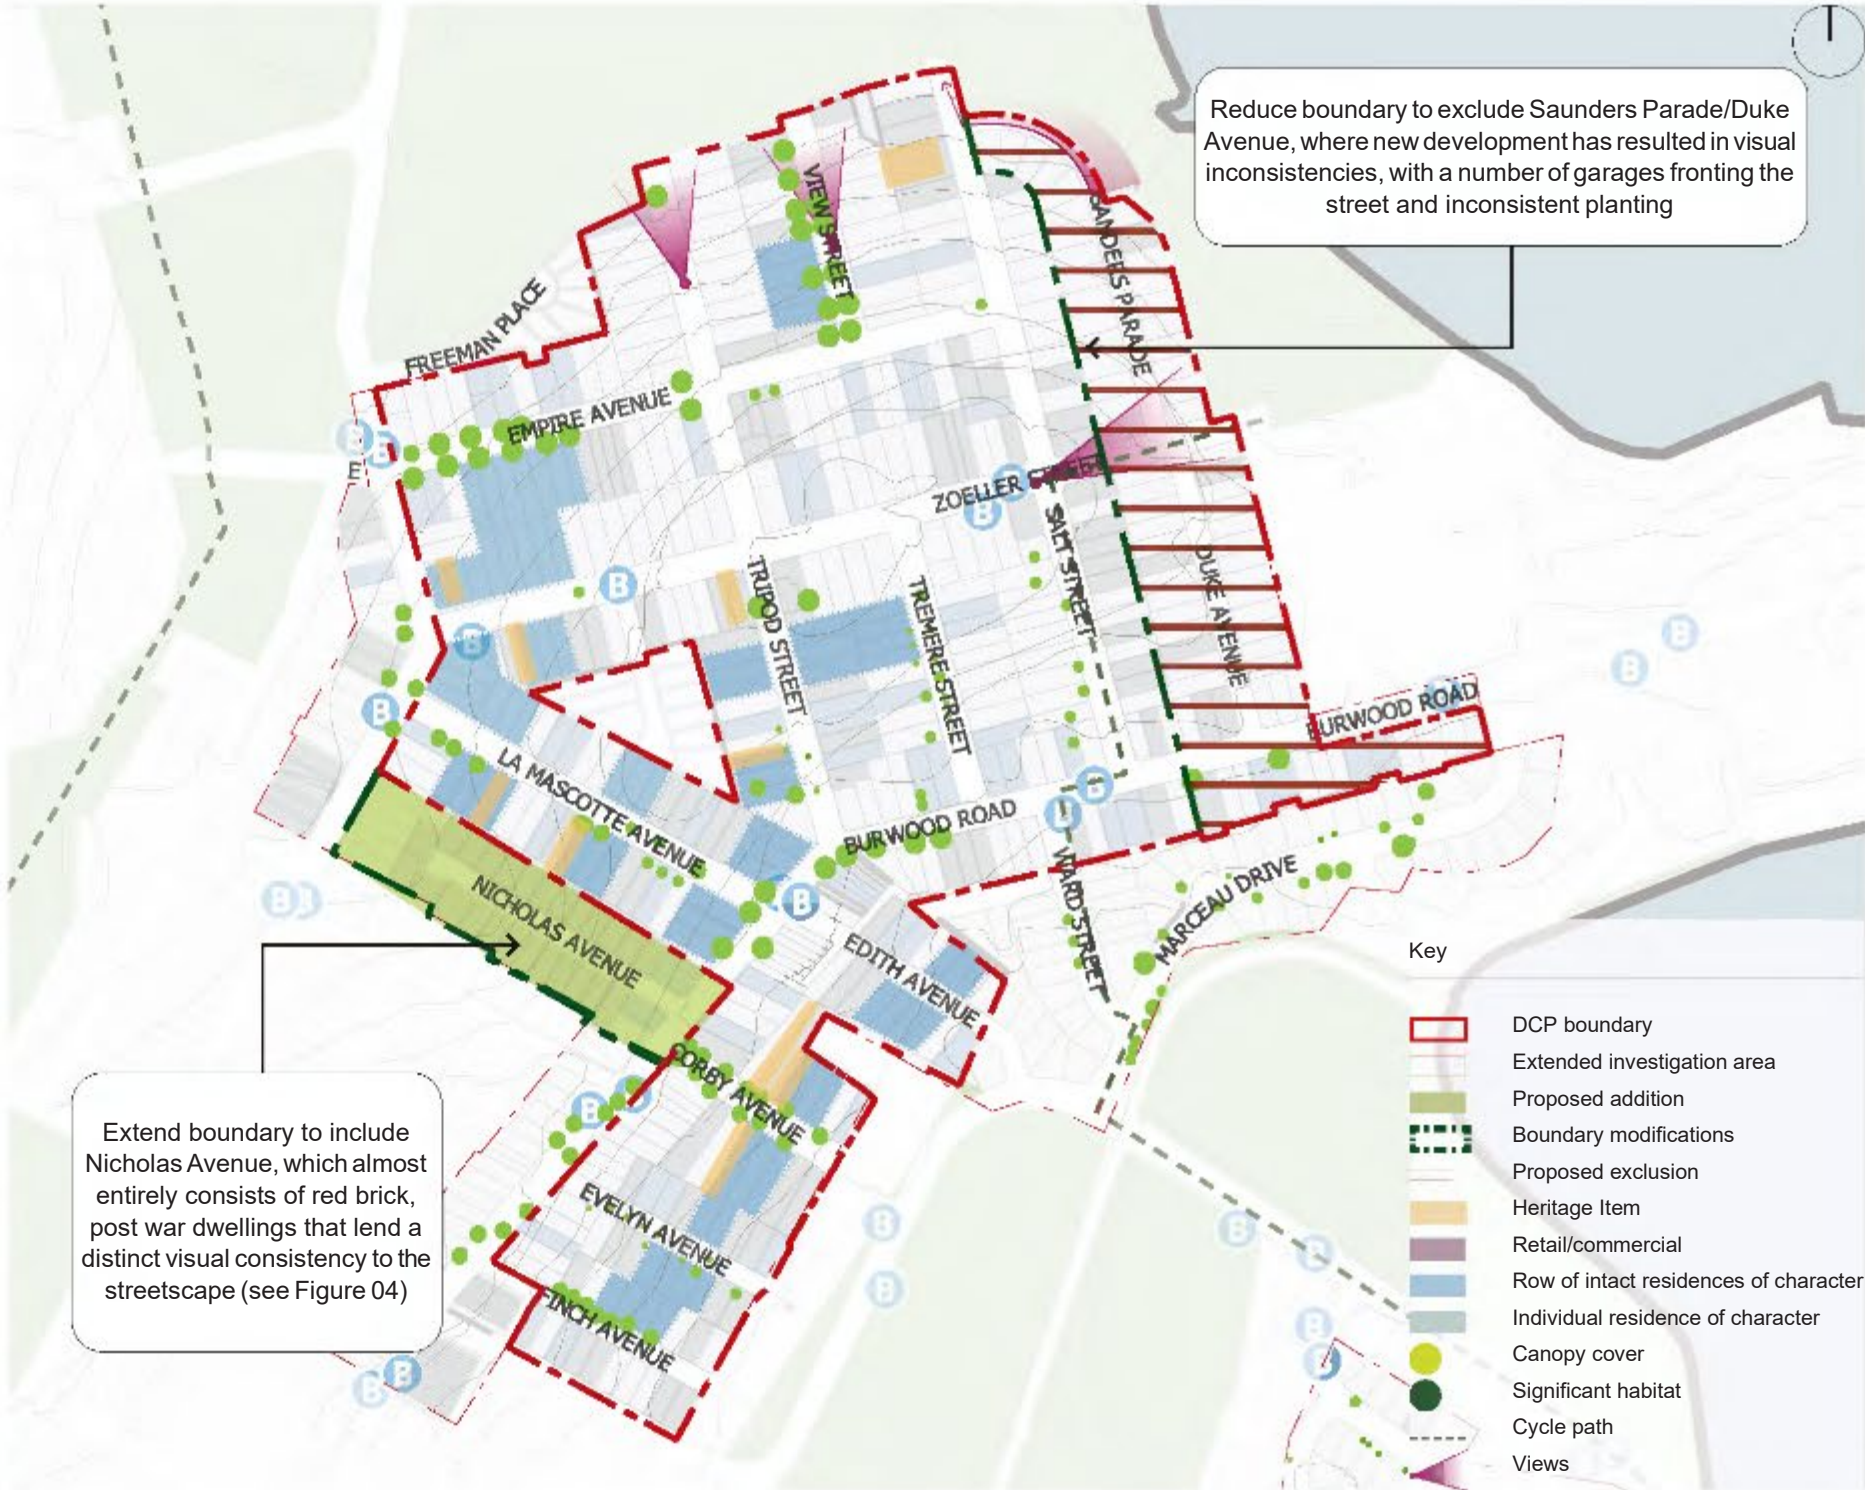 Reduce boundary to exclude Saunders Parade/Duke
Avenue, where new development has resulted in visual
inconsistencies, with a number of garages fronting the
street and inconsistent planting
VIEW STREET
SANDERS PARADE
FREEMAN PLACE
EMPIRE AVENUE
B
B
E
ZOELLER STREET
B
B
SALT STREET
DUKE AVENUE
B
TRIPOD STREET
TREMERE STREET
B
B
B
B
BURWOOD ROAD
LA MASCOTTE AVENUE
BURWOOD ROAD
B
B
WARD STREET
MARCEAU DRIVE
B
B
B
NICHOLAS AVENUE
EDITH AVENUE
CORBY AVENUE
B
B
EVELYN AVENUE
FINCH AVENUE
B
B
B
B
B
B
B
B
B
Extend boundary to include
Nicholas Avenue, which almost
entirely consists of red brick,
post war dwellings that lend a
distinct visual consistency to the
streetscape (see Figure 04)
Key
DCP boundary
Extended investigation area
Proposed addition
Boundary modifications
Proposed exclusion
Heritage Item
Retail/commercial
Row of intact residences of character
Individual residence of character
Canopy cover
Significant habitat
Cycle path
Views